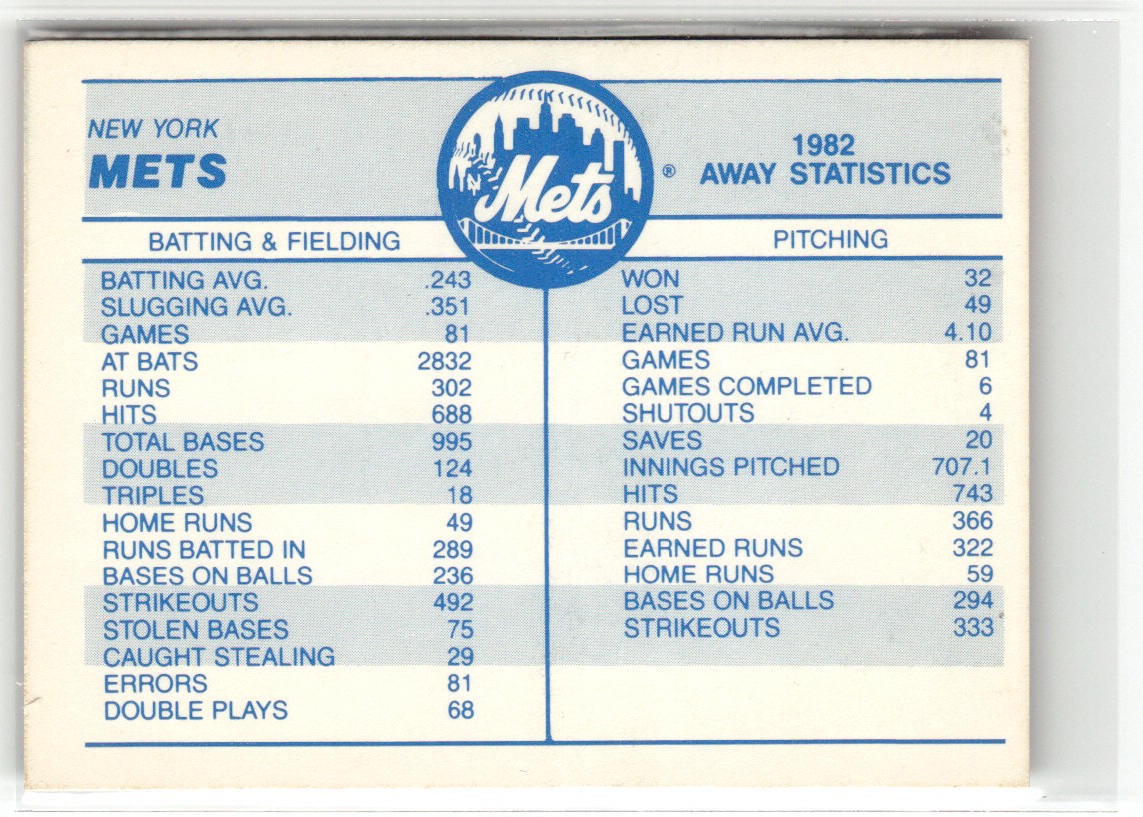 NEW YORK
METS
Mets
®
1982
AWAY STATISTICS
BATTING & FIELDING
BATTING AVG. .243
SLUGGING AVG. .351
GAMES 81
AT BATS 2832
RUNS 302
HITS 688
TOTAL BASES 995
DOUBLES 124
TRIPLES 18
HOME RUNS 49
RUNS BATTED IN 289
BASES ON BALLS 236
STRIKEOUTS 492
STOLEN BASES 75
CAUGHT STEALING 29
ERRORS 81
DOUBLE PLAYS 68
PITCHING
WON 32
LOST 49
EARNED RUN AVG. 4.10
GAMES 81
GAMES COMPLETED 6
SHUTOUTS 4
SAVES 20
INNINGS PITCHED 707.1
HITS 743
RUNS 366
EARNED RUNS 322
HOME RUNS 59
BASES ON BALLS 294
STRIKEOUTS 333